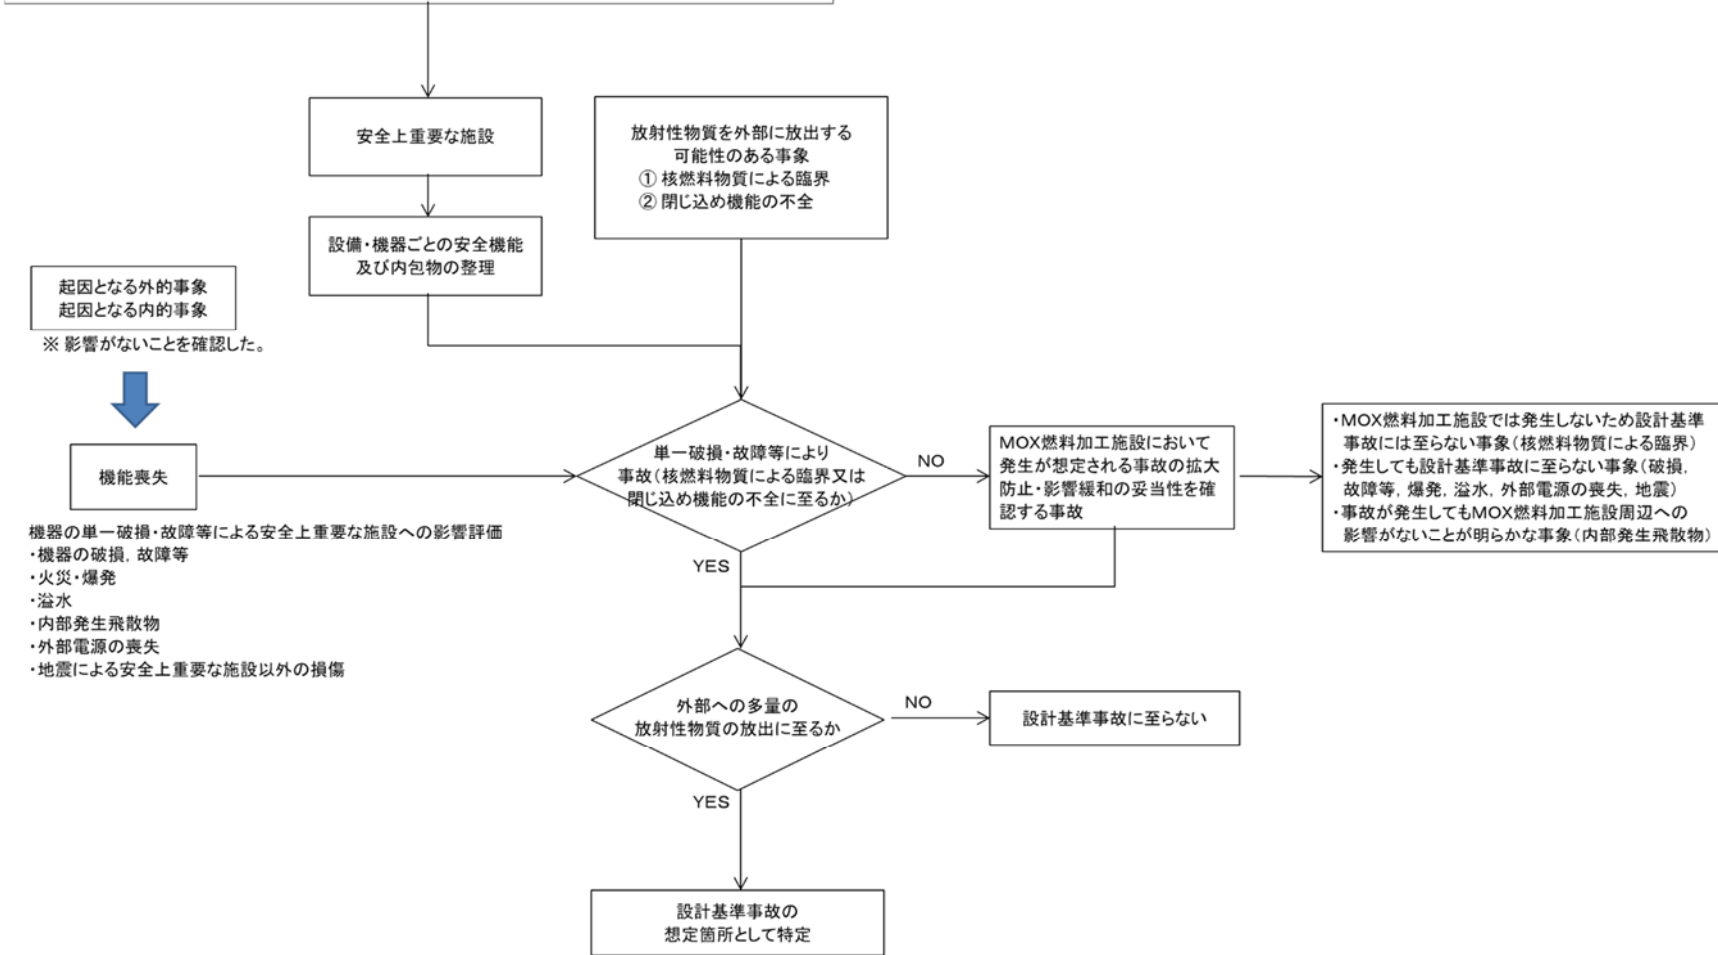 安全上重要な施設
放射性物質を外部に放出する
可能性のある事象
① 核燃料物質による臨界
② 閉じ込め機能の不全
設備・機器ごとの安全機能
及び内包物の整理
起因となる外的事象
起因となる内的事象
※ 影響がないことを確認した。
機能喪失
機器の単一破損・故障等による安全上重要な施設への影響評価
・機器の破損, 故障等
・火災・爆発
・溢水
・内部発生飛散物
・外部電源の喪失
・地震による安全上重要な施設以外の損傷
単一破損・故障等により
事故(核燃料物質による臨界又は
閉じ込め機能の不全に至るか)
NO
YES
MOX燃料加工施設において
発生が想定される事故の拡大
防止・影響緩和の妥当性を確
認する事故
・MOX燃料加工施設では発生しないため設計基準
事故には至らない事象(核燃料物質による臨界)
・発生しても設計基準事故に至らない事象(破損,
故障等, 爆発, 溢水, 外部電源の喪失, 地震)
・事故が発生してもMOX燃料加工施設周辺への
影響がないことが明らかな事象(内部発生飛散物)
外部への多量の
放射性物質の放出に至るか
NO
YES
設計基準事故に至らない
設計基準事故の
想定箇所として特定